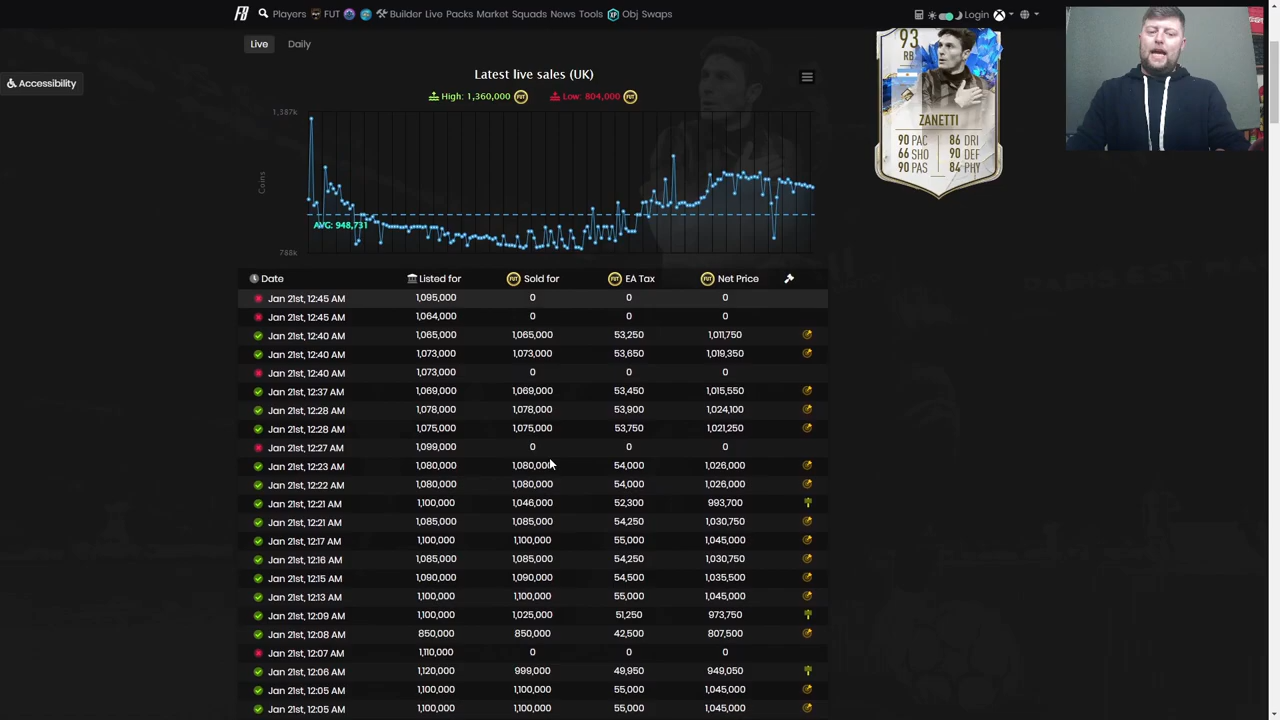 FB Players FUT Builder Live Packs Market Squads News Tools XP Obj Swaps Login
Live Daily
Accessibility
Latest live sales (UK)
High: 1,360,000 FUT Low: 804,000 FUT
1,387k
Coins
AVG: 948,731
788k
93
RB
ZANETTI
90 PAC 86 DRI
66 SHO 90 DEF
90 PAS 84 PHY
Date Listed for FUT Sold for FUT EA Tax FUT Net Price
Jan 21st, 12:45 AM 1,095,000 0 0 0
Jan 21st, 12:45 AM 1,064,000 0 0 0
Jan 21st, 12:40 AM 1,065,000 1,065,000 53,250 1,011,750
Jan 21st, 12:40 AM 1,073,000 1,073,000 53,650 1,019,350
Jan 21st, 12:40 AM 1,073,000 0 0 0
Jan 21st, 12:37 AM 1,069,000 1,069,000 53,450 1,015,550
Jan 21st, 12:28 AM 1,078,000 1,078,000 53,900 1,024,100
Jan 21st, 12:28 AM 1,075,000 1,075,000 53,750 1,021,250
Jan 21st, 12:27 AM 1,099,000 0 0 0
Jan 21st, 12:23 AM 1,080,000 1,080,000 54,000 1,026,000
Jan 21st, 12:22 AM 1,080,000 1,080,000 54,000 1,026,000
Jan 21st, 12:21 AM 1,100,000 1,046,000 52,300 993,700
Jan 21st, 12:21 AM 1,085,000 1,085,000 54,250 1,030,750
Jan 21st, 12:17 AM 1,100,000 1,100,000 55,000 1,045,000
Jan 21st, 12:16 AM 1,085,000 1,085,000 54,250 1,030,750
Jan 21st, 12:15 AM 1,090,000 1,090,000 54,500 1,035,500
Jan 21st, 12:13 AM 1,100,000 1,100,000 55,000 1,045,000
Jan 21st, 12:09 AM 1,100,000 1,025,000 51,250 973,750
Jan 21st, 12:08 AM 850,000 850,000 42,500 807,500
Jan 21st, 12:07 AM 1,110,000 0 0 0
Jan 21st, 12:06 AM 1,120,000 999,000 49,950 949,050
Jan 21st, 12:05 AM 1,100,000 1,100,000 55,000 1,045,000
Jan 21st, 12:05 AM 1,100,000 1,100,000 55,000 1,045,000